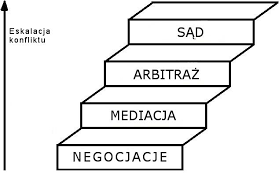 SĄD
Eskalacja
konfliktu
ARBITRAŻ
MEDIACJA
NEGOCJACJE